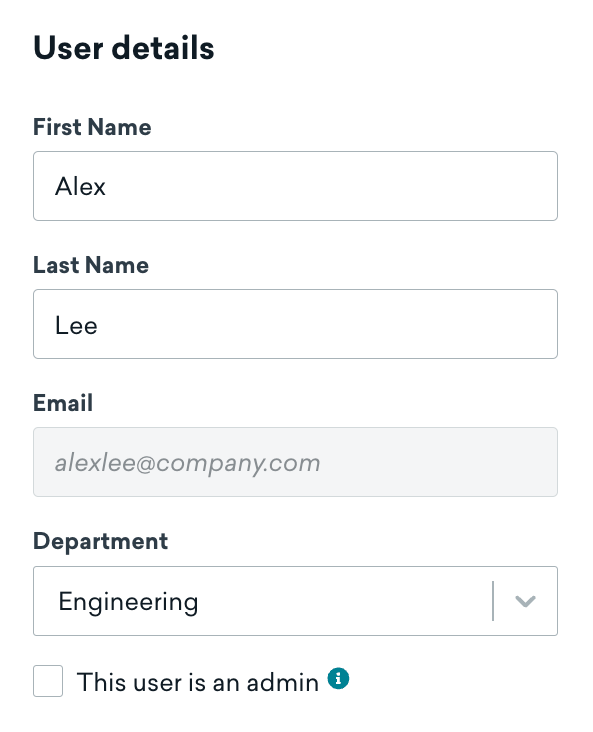 User details
First Name
Alex
Last Name
Lee
Email
alexlee@company.com
Department
Engineering
This user is an admin